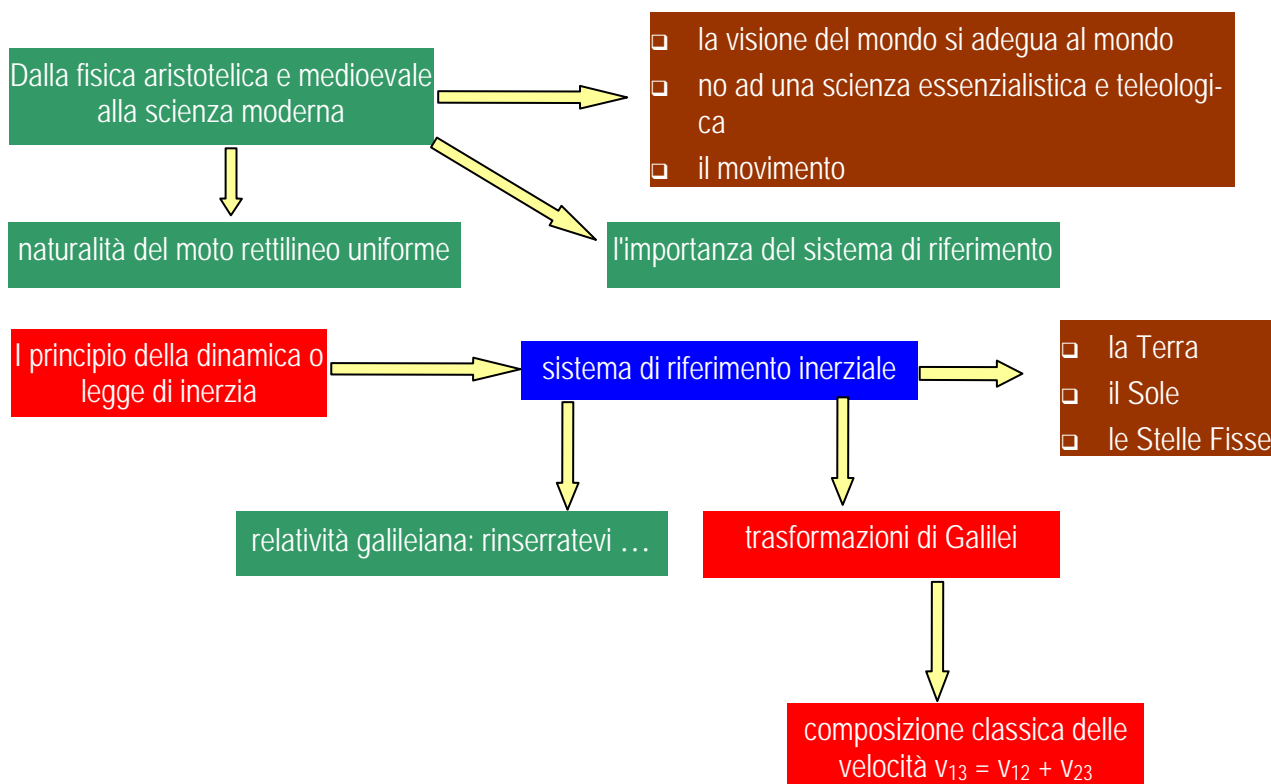 Dalla fisica aristotelica e medioevale
alla scienza moderna
❑ la visione del mondo si adegua al mondo
❑ no ad una scienza essenzialistica e teleologi-
ca
❑ il movimento
naturalità del moto rettilineo uniforme
l'importanza del sistema di riferimento
I principio della dinamica o
legge di inerzia
sistema di riferimento inerziale
❑ la Terra
❑ il Sole
❑ le Stelle Fisse
relatività galileiana: rinserratevi …
trasformazioni di Galilei
composizione classica delle
velocità v₁₃ = v₁₂ + v₂₃